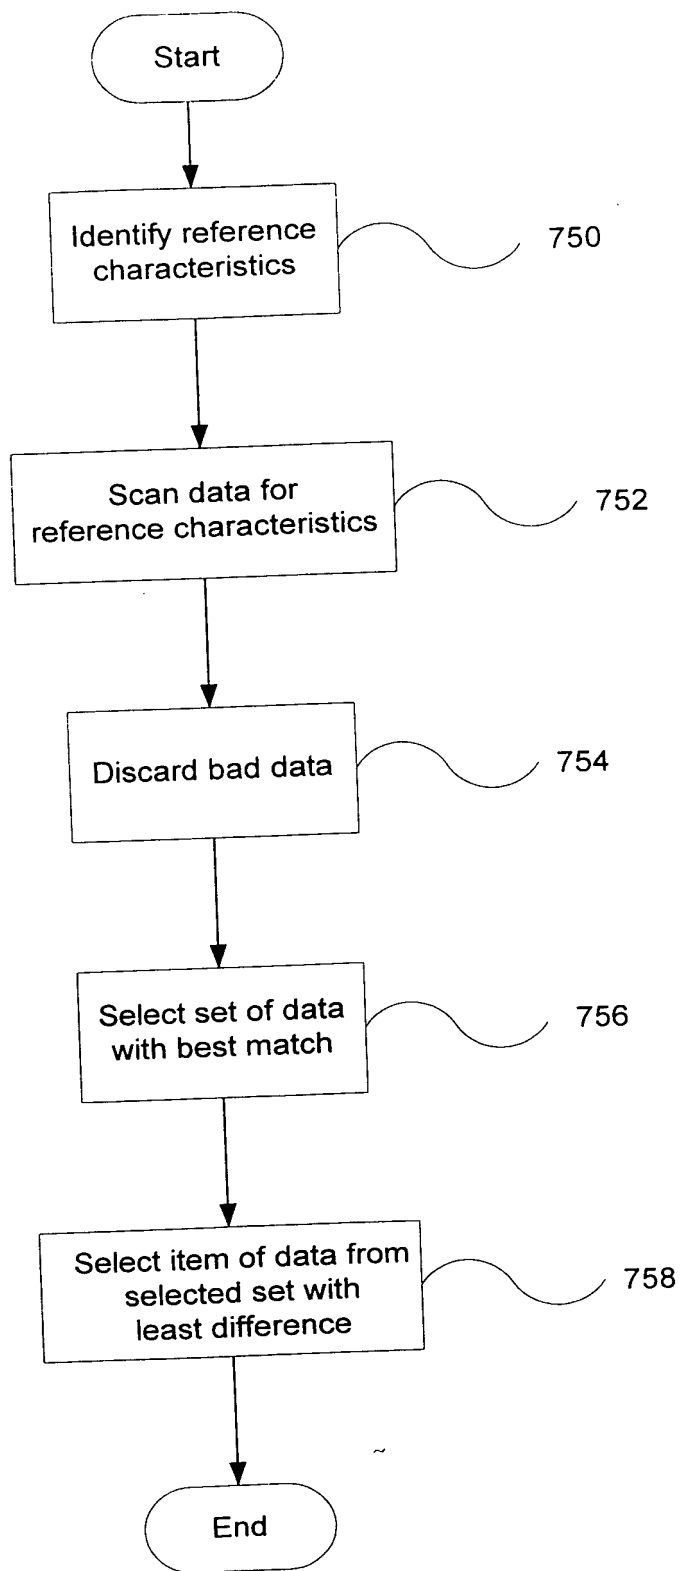 Start
Identify reference
characteristics
750
Scan data for
reference characteristics
752
Discard bad data
754
Select set of data
with best match
756
Select item of data from
selected set with
least difference
758
End